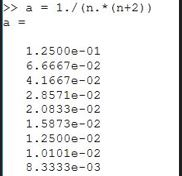 >> a = 1./(n.*(n+2))
a =
1.2500e-01
6.6667e-02
4.1667e-02
2.8571e-02
2.0833e-02
1.5873e-02
1.2500e-02
1.0101e-02
8.3333e-03